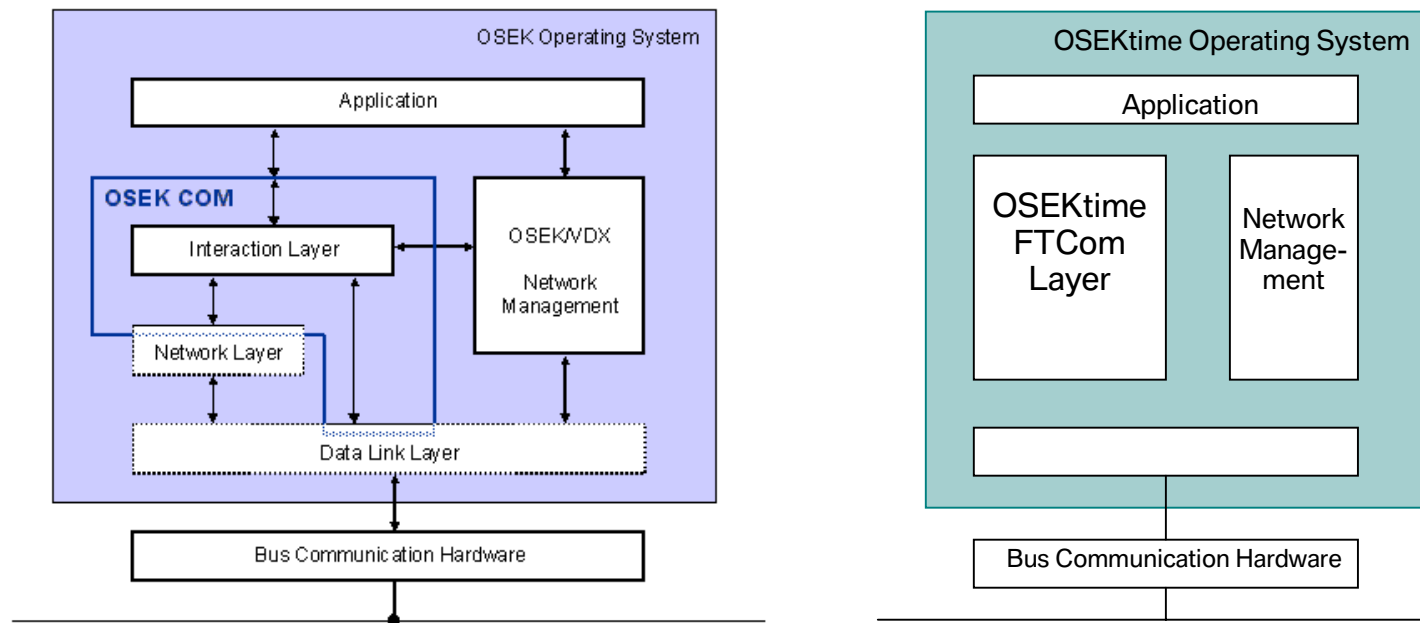 OSEK Operating System
Application
OSEK COM
Interaction Layer
OSEK/VDX
Network
Management
Network Layer
Data Link Layer
Bus Communication Hardware
OSEKtime Operating System
Application
OSEKtime
FTCom
Layer
Network
Manage-
ment
Bus Communication Hardware